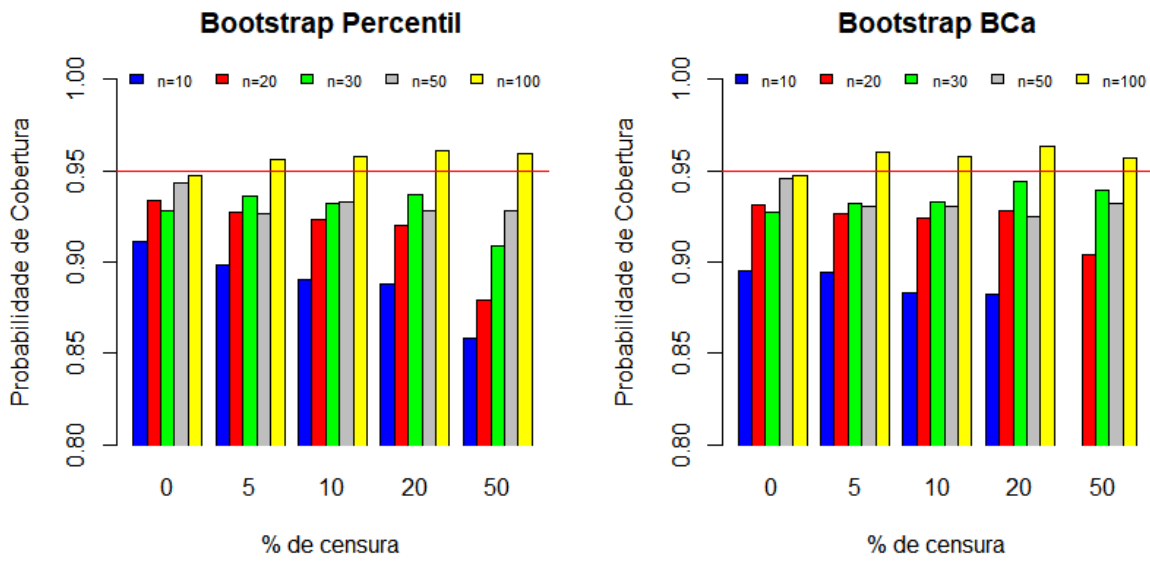 Bootstrap Percentil
n=10 n=20 n=30 n=50 n=100
Probabilidade de Cobertura
1.00
0.95
0.90
0.85
0.80
0 5 10 20 50
% de censura
Bootstrap BCa
n=10 n=20 n=30 n=50 n=100
Probabilidade de Cobertura
1.00
0.95
0.90
0.85
0.80
0 5 10 20 50
% de censura